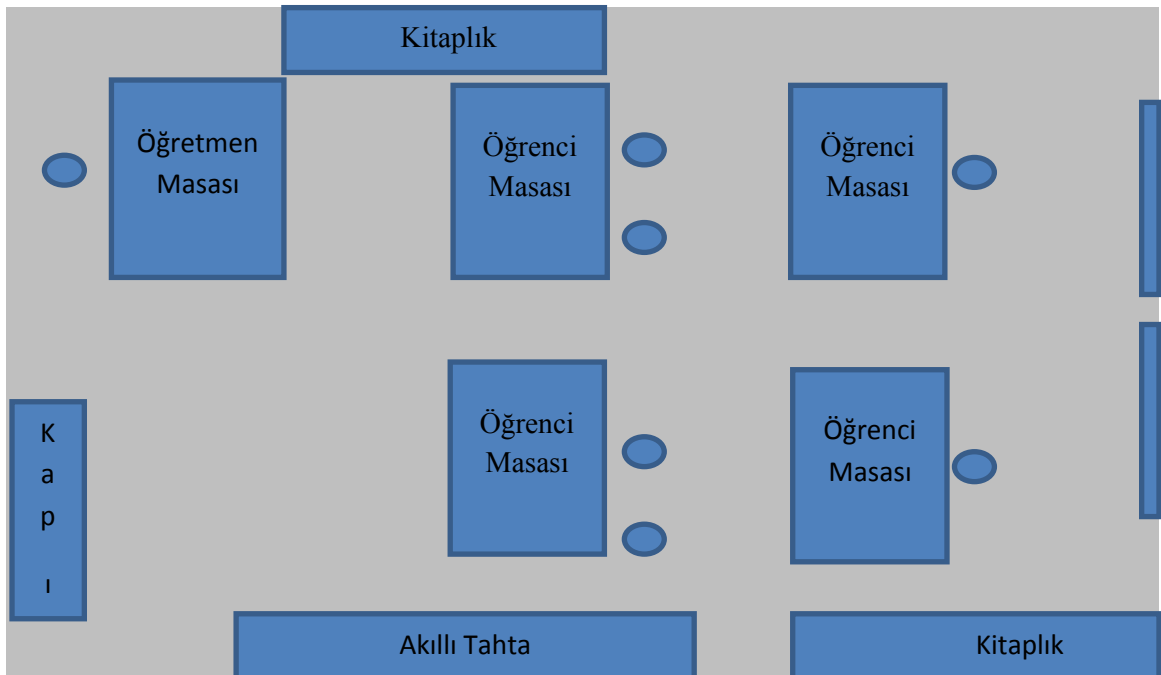 Kitaplık
Öğretmen
Masası
Öğrenci
Masası
Öğrenci
Masası
K
a
p
ı
Öğrenci
Masası
Öğrenci
Masası
Akıllı Tahta
Kitaplık